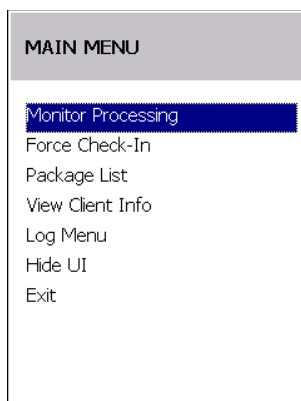 MAIN MENU
Monitor Processing
Force Check-In
Package List
View Client Info
Log Menu
Hide UI
Exit